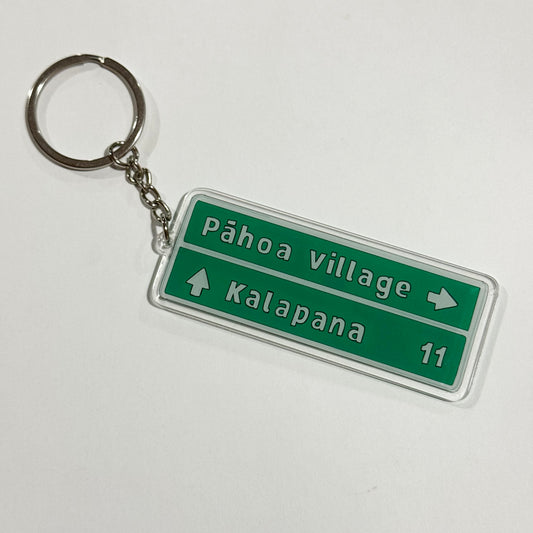 Pāhoa Village →
↑ Kalapana 11